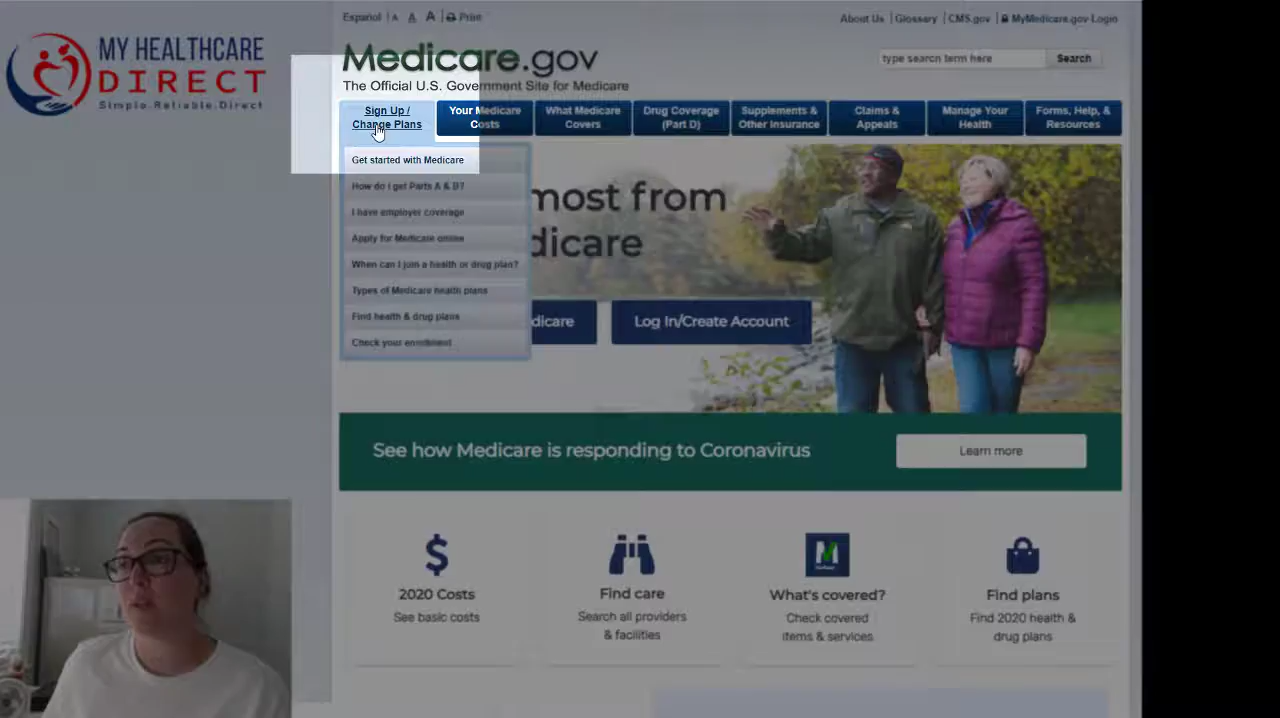 MY HEALTHCARE
DIRECT
Simple.Reliable.Direct
Español A A A Print
About Us Glossary CMS.gov MyMedicare.gov Login
Medicare.gov
The Official U.S. Government Site for Medicare
type search term here Search
Sign Up /
Change Plans
Your Medicare
Costs
What Medicare
Covers
Drug Coverage
(Part D)
Supplements &
Other Insurance
Claims &
Appeals
Manage Your
Health
Forms, Help, &
Resources
Get started with Medicare
How do i get Parts A & B?
I have employer coverage
Apply for Medicare online
When can I join a health or drug plan?
Types of Medicare health plans
Find health & drug plans
Check your enrollment
most from
dicare
dicare
Log In/Create Account
See how Medicare is responding to Coronavirus
Learn more
2020 Costs
See basic costs
Find care
Search all providers
& facilities
What's covered?
Check covered
items & services
Find plans
Find 2020 health &
drug plans